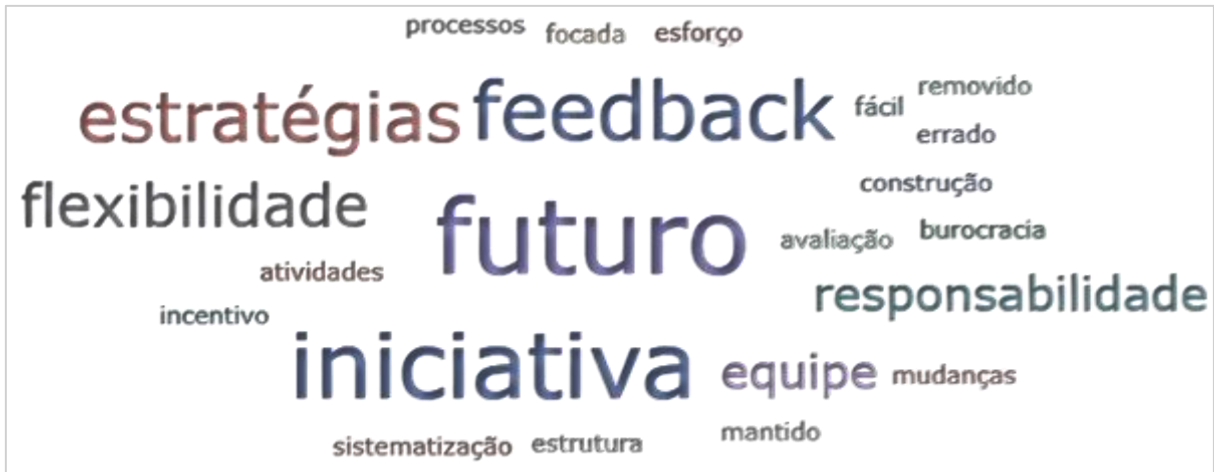 processos focada esforço
estratégias feedback fácil removido
errado
flexibilidade construção
futuro avaliação burocracia
atividades
responsabilidade
incentivo
iniciativa equipe mudanças
sistematização estrutura mantido